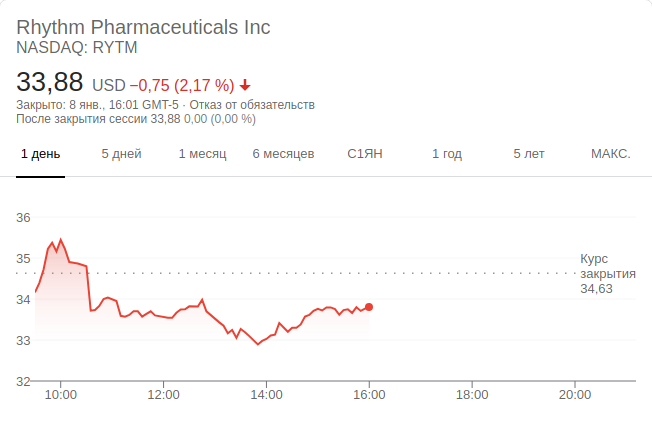 Rhythm Pharmaceuticals Inc
NASDAQ: RYTM
33,88 USD −0,75 (2,17 %)
Закрыто: 8 янв., 16:01 GMT-5 · Отказ от обязательств
После закрытия сессии 33,88 0,00 (0,00 %)
1 день 5 дней 1 месяц 6 месяцев С1ЯН 1 год 5 лет МАКС.
36
35
34
33
32
Курс
закрытия
34,63
10:00 12:00 14:00 16:00 18:00 20:00